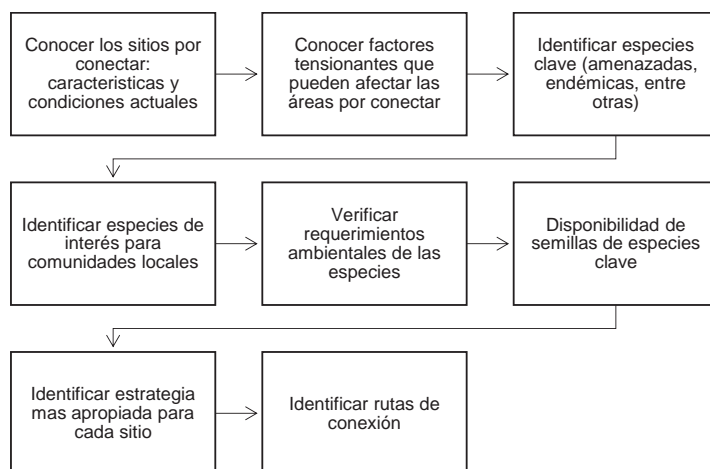 Conocer los sitios por
conectar:
caracteristicas y
condiciones actuales
Conocer factores
tensionantes que
pueden afectar las
áreas por conectar
Identificar especies
clave (amenazadas,
endémicas, entre
otras)
Identificar especies de
interés para
comunidades locales
Verificar
requerimientos
ambientales de las
especies
Disponibilidad de
semillas de especies
clave
Identificar estrategia
mas apropiada para
cada sitio
Identificar rutas de
conexión